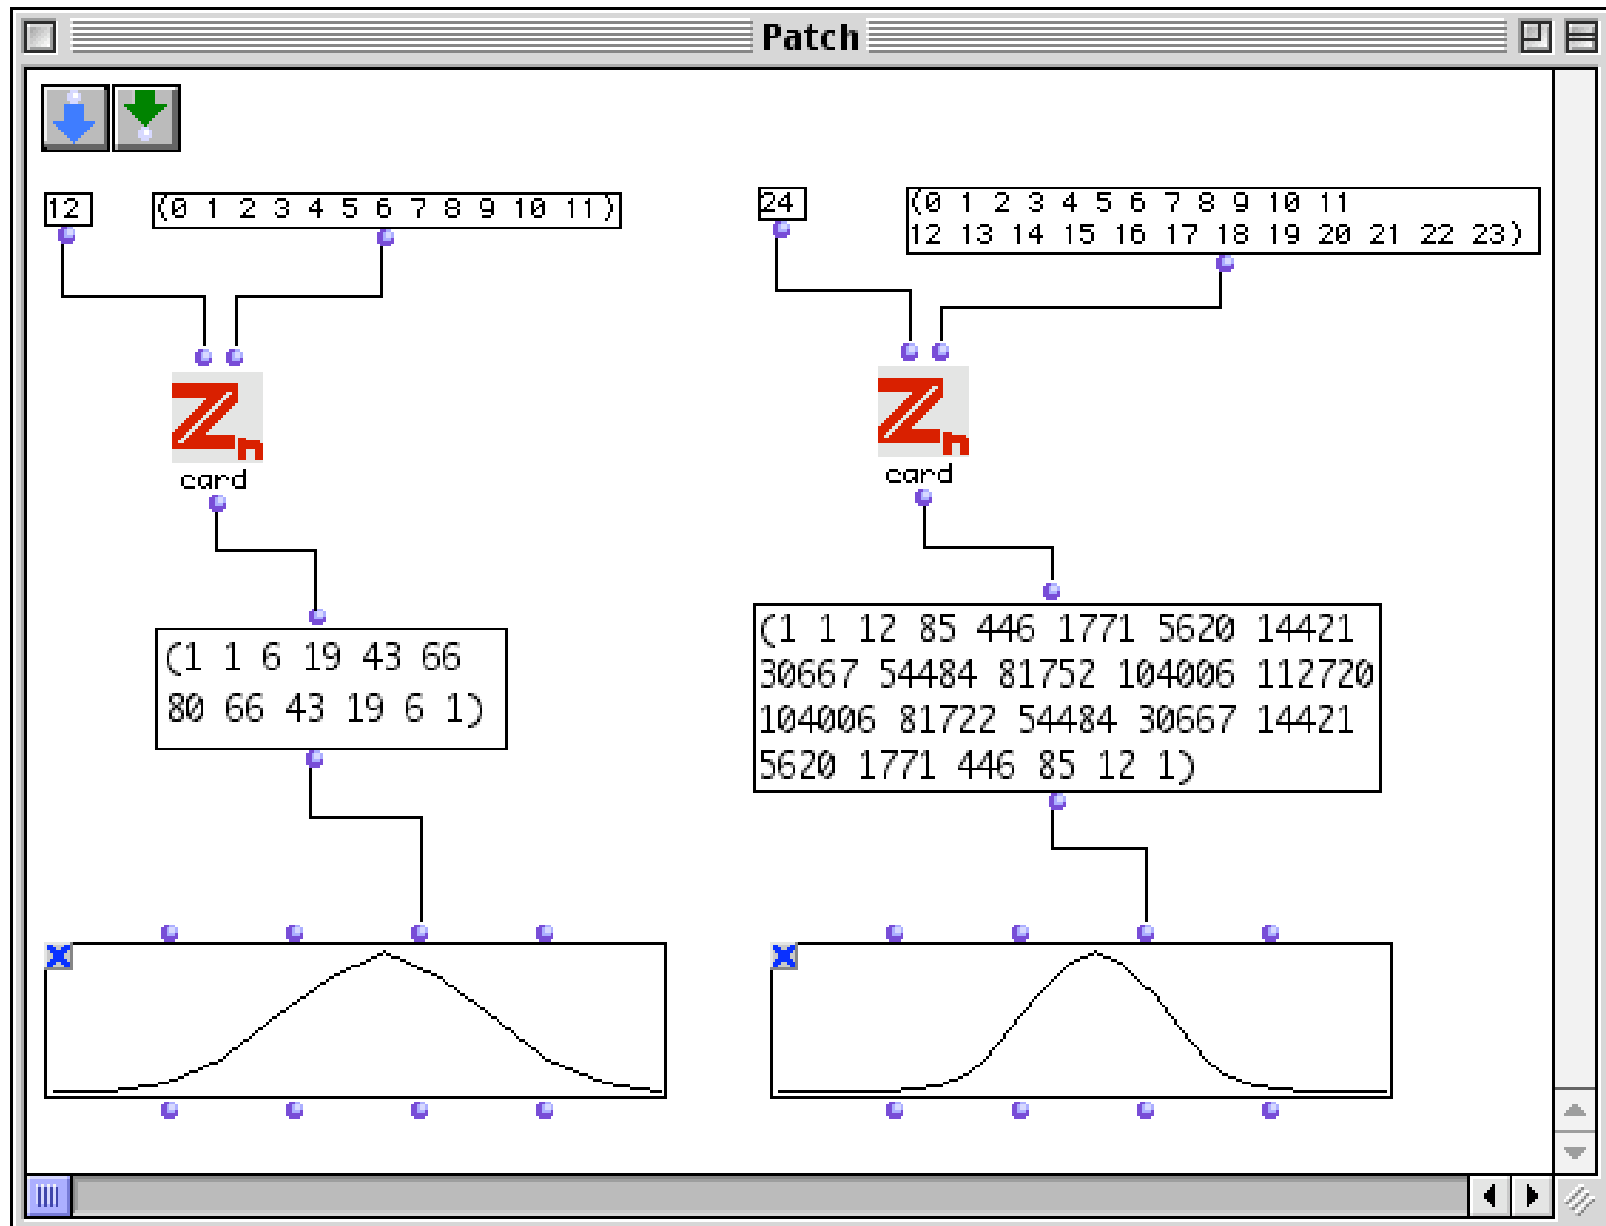 Patch
12
(0 1 2 3 4 5 6 7 8 9 10 11)
Zn
card
(1 1 6 19 43 66
80 66 43 19 6 1)
24
(0 1 2 3 4 5 6 7 8 9 10 11
12 13 14 15 16 17 18 19 20 21 22 23)
Zn
card
(1 1 12 85 446 1771 5620 14421
30667 54484 81752 104006 112720
104006 81722 54484 30667 14421
5620 1771 446 85 12 1)